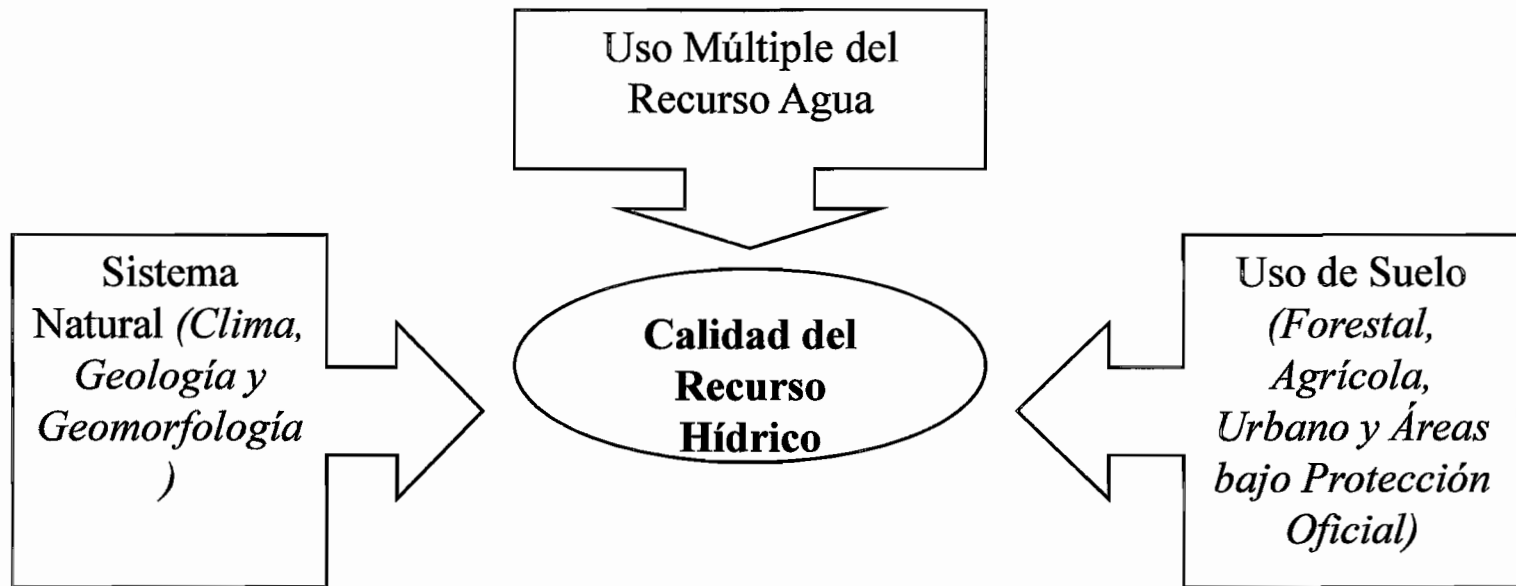 Uso Múltiple del
Recurso Agua
Sistema
Natural (Clima,
Geología y
Geomorfología
)
Calidad del
Recurso
Hídrico
Uso de Suelo
(Forestal,
Agrícola,
Urbano y Áreas
bajo Protección
Oficial)